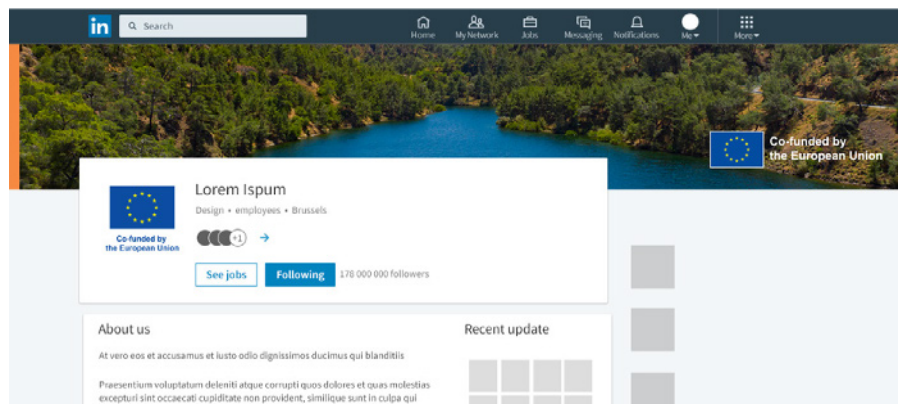 in
Search
Home
My Network
Jobs
Messaging
Notifications
Me
More
Co-funded by
the European Union
Lorem Ispum
Design • employees • Brussels
Co-funded by
the European Union
+1
See jobs
Following
178 000 000 followers
About us
Recent update
At vero eos et accusamus et iusto odio dignissimos ducimus qui blanditiis
Praesentium voluptatum deleniti atque corrupti quos dolores et quas molestias
excepturi sint occaecati cupiditate non provident, similique sunt in culpa qui